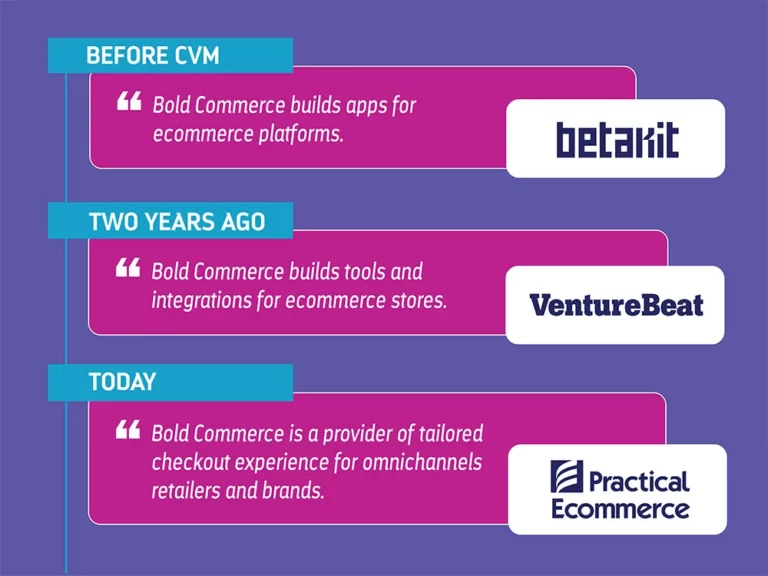 BEFORE CVM
“ Bold Commerce builds apps for
ecommerce platforms.
betakit
TWO YEARS AGO
“ Bold Commerce builds tools and
integrations for ecommerce stores.
VentureBeat
TODAY
“ Bold Commerce is a provider of tailored
checkout experience for omnichannels
retailers and brands.
Practical
Ecommerce